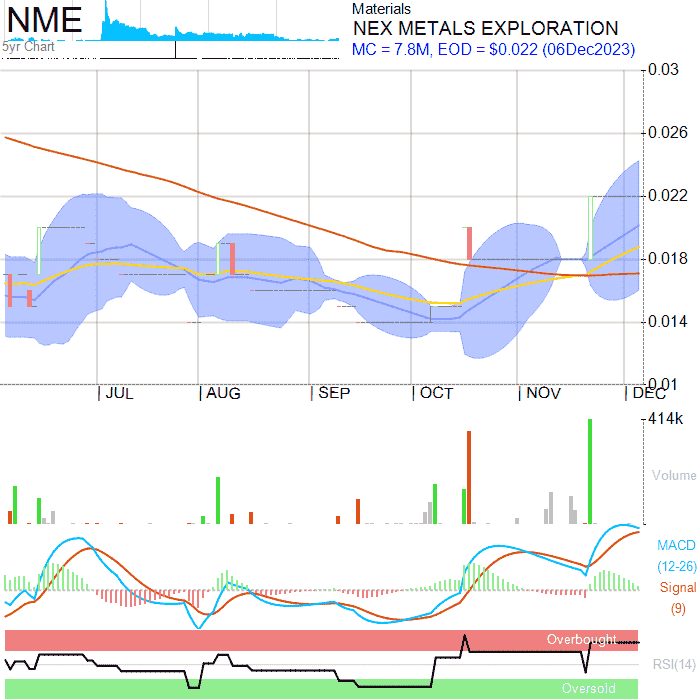 NME
5yr Chart
Materials
NEX METALS EXPLORATION
MC = 7.8M, EOD = $0.022 (06Dec2023)
0.03
0.026
0.022
0.018
0.014
0.01
JUL
AUG
SEP
OCT
NOV
DEC
414k
Volume
MACD
(12-26)
Signal
(9)
Overbought
RSI(14)
Oversold